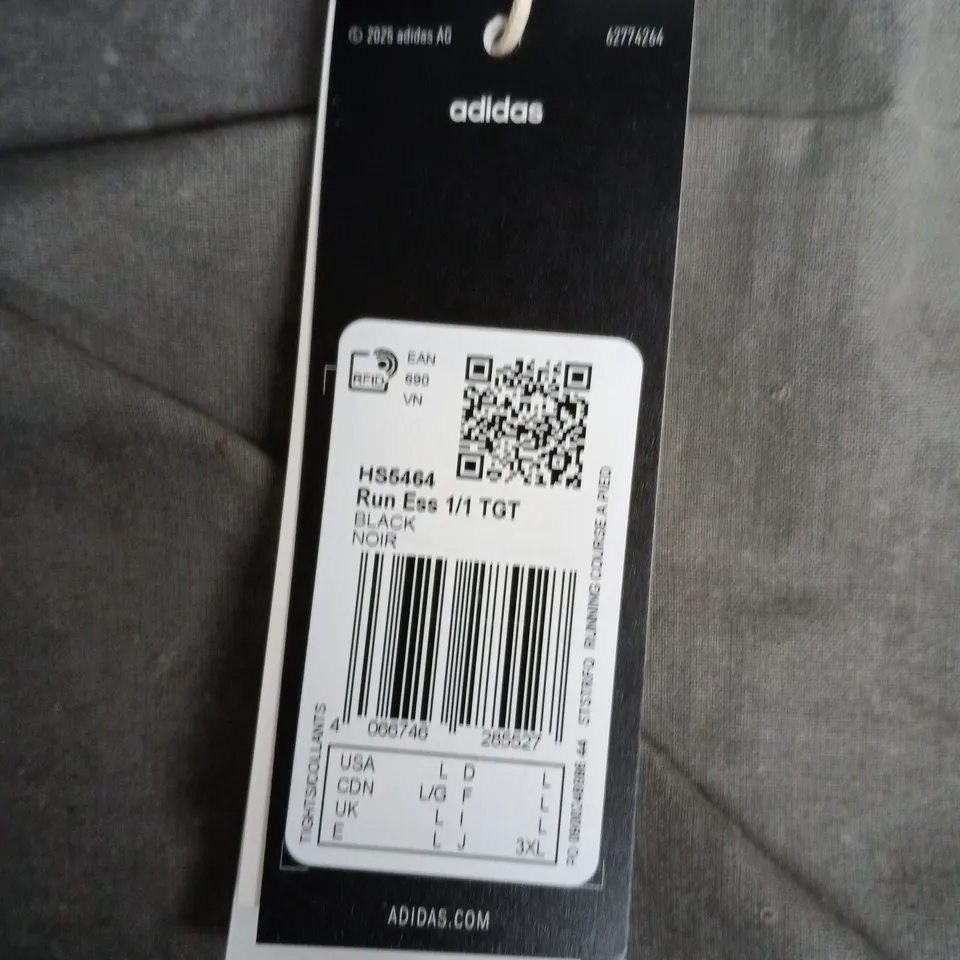 © 2025 adidas AG
62774264
adidas
RFID
EAN
690
VN
HS5464
Run Ess 1/1 TGT
BLACK
NOIR
4 066746 285527
TIGHTS/COLLANTS
RUNNING COURSE A PIED
USA L D L
CDN L/G F L
UK L I L
E L J 3XL
ADIDAS.COM